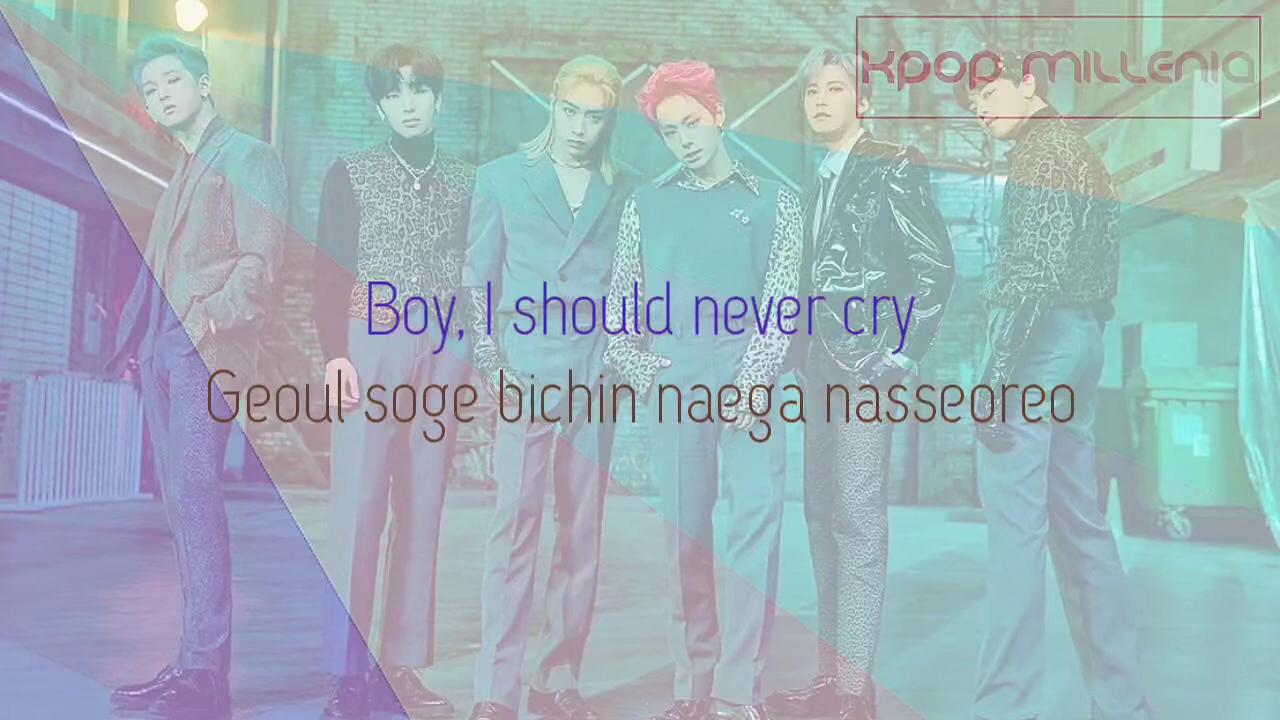 KPOP MILLENIA
Boy, I should never cry
Geoul soge bichin naega nasseoreo